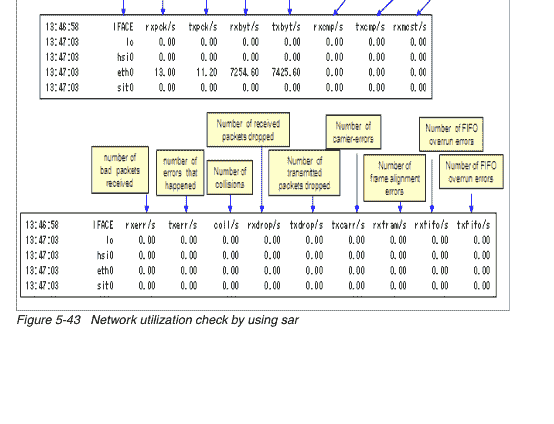 13:46:58 IFACE rxpck/s txpck/s rxbyt/s txbyt/s rxcmp/s txcmp/s rxmcst/s
13:47:03 lo 0.00 0.00 0.00 0.00 0.00 0.00 0.00
13:47:03 hsi0 0.00 0.00 0.00 0.00 0.00 0.00 0.00
13:47:03 eth0 13.00 11.20 7254.60 7425.60 0.00 0.00 0.00
13:47:03 sit0 0.00 0.00 0.00 0.00 0.00 0.00 0.00
number of
bad packets
received
number of
errors that
happened
Number of received
packets dropped
Number of
collisions
Number of
transmitted
packets dropped
Number of
carrier-errors
Number of
frame alignment
errors
Number of FIFO
overrun errors
Number of FIFO
overrun errors
13:46:58 IFACE rxerr/s txerr/s coll/s rxdrop/s txdrop/s txcarr/s rxfram/s rxfifo/s txfifo/s
13:47:03 lo 0.00 0.00 0.00 0.00 0.00 0.00 0.00 0.00 0.00
13:47:03 hsi0 0.00 0.00 0.00 0.00 0.00 0.00 0.00 0.00 0.00
13:47:03 eth0 0.00 0.00 0.00 0.00 0.00 0.00 0.00 0.00 0.00
13:47:03 sit0 0.00 0.00 0.00 0.00 0.00 0.00 0.00 0.00 0.00
Figure 5-43 Network utilization check by using sar